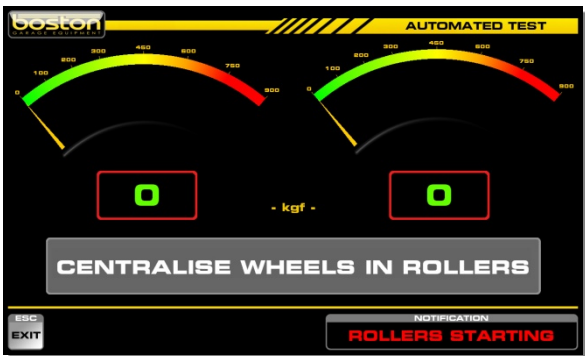 boston
GARAGE EQUIPMENT
AUTOMATED TEST
0 100 200 300 450 600 750 900
0 100 200 300 450 600 750 900
0
- kgf -
0
CENTRALISE WHEELS IN ROLLERS
ESC
EXIT
NOTIFICATION
ROLLERS STARTING